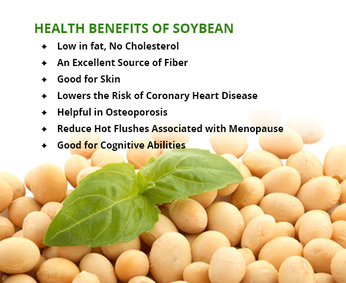 HEALTH BENEFITS OF SOYBEAN
✦ Low in fat, No Cholesterol
✦ An Excellent Source of Fiber
✦ Good for Skin
✦ Lowers the Risk of Coronary Heart Disease
✦ Helpful in Osteoporosis
✦ Reduce Hot Flushes Associated with Menopause
✦ Good for Cognitive Abilities